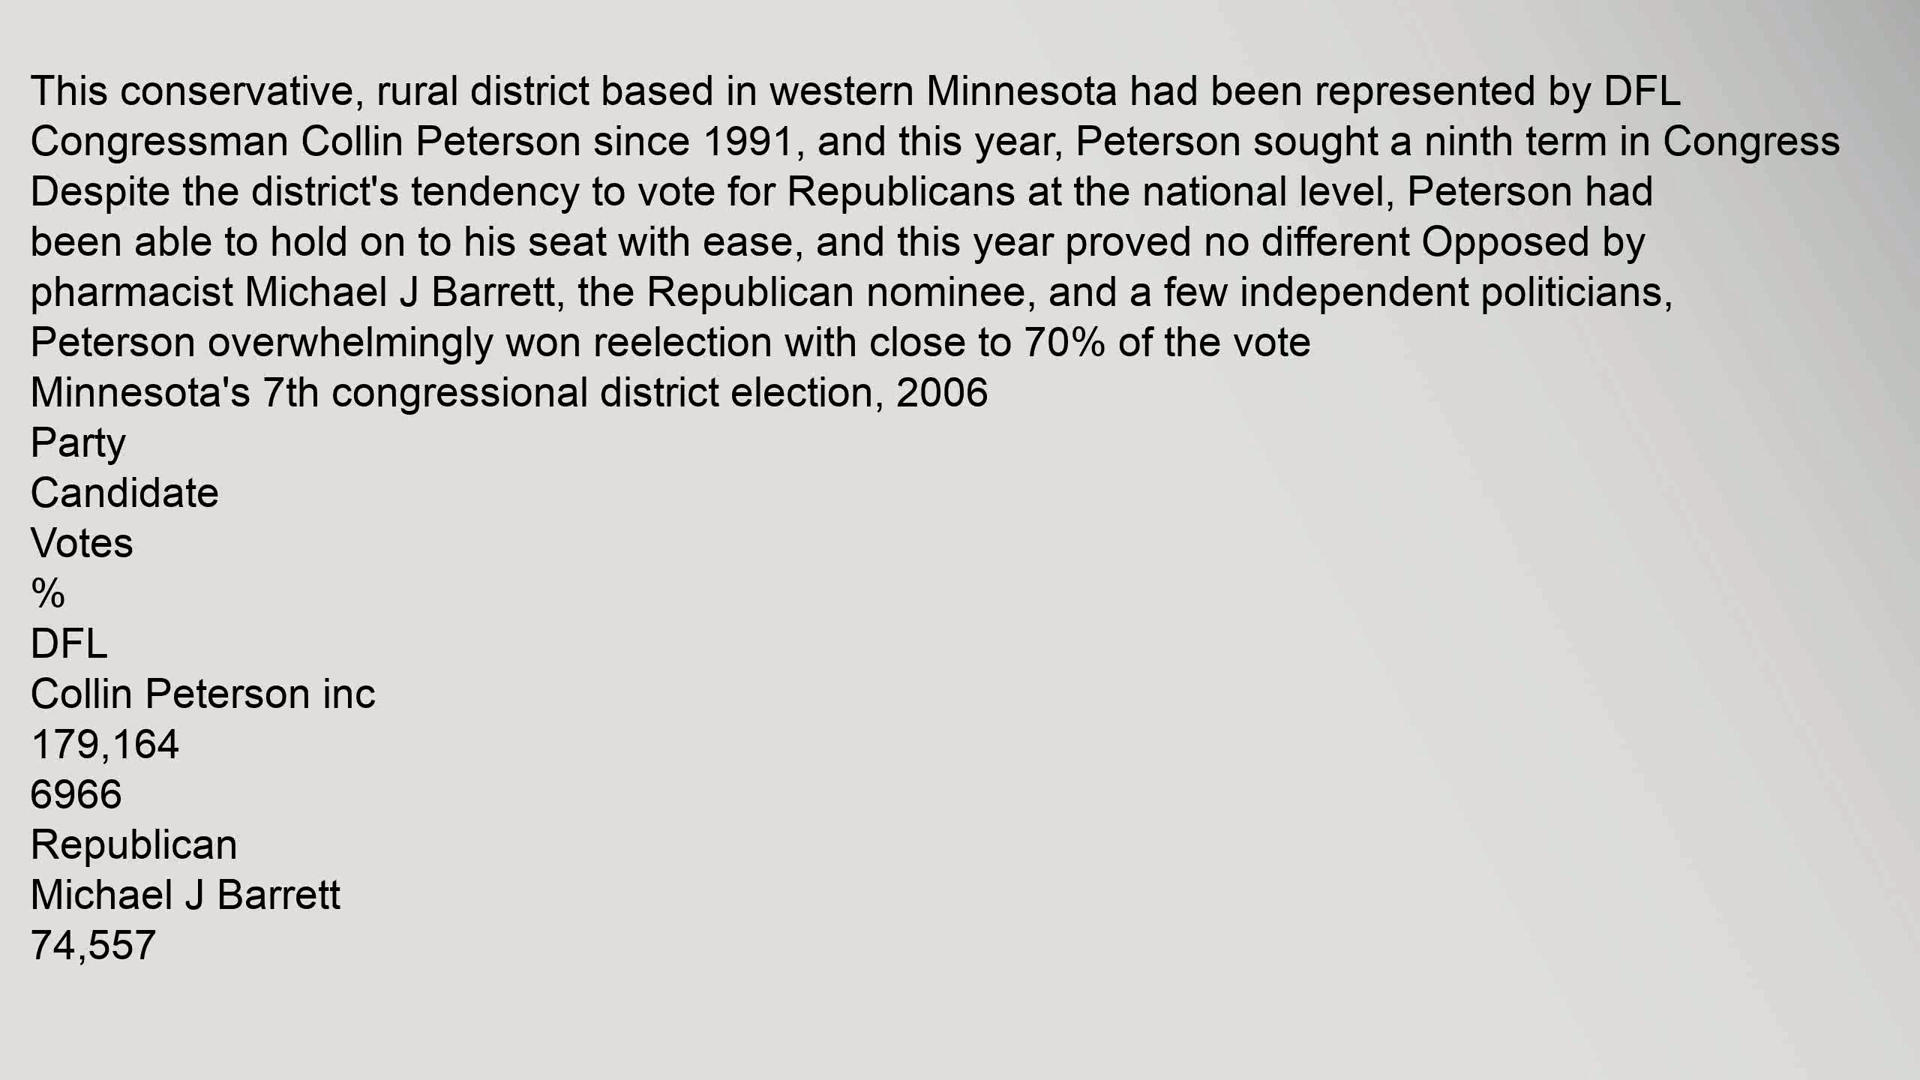 This conservative, rural district based in western Minnesota had been represented by DFL
Congressman Collin Peterson since 1991, and this year, Peterson sought a ninth term in Congress
Despite the district's tendency to vote for Republicans at the national level, Peterson had
been able to hold on to his seat with ease, and this year proved no different Opposed by
pharmacist Michael J Barrett, the Republican nominee, and a few independent politicians,
Peterson overwhelmingly won reelection with close to 70% of the vote
Minnesota's 7th congressional district election, 2006
Party
Candidate
Votes
%
DFL
Collin Peterson inc
179,164
6966
Republican
Michael J Barrett
74,557